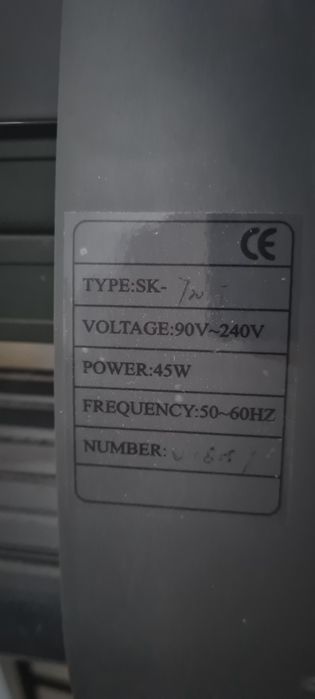 CE
TYPE:SK-
VOLTAGE:90V~240V
POWER:45W
FREQUENCY:50~60HZ
NUMBER: